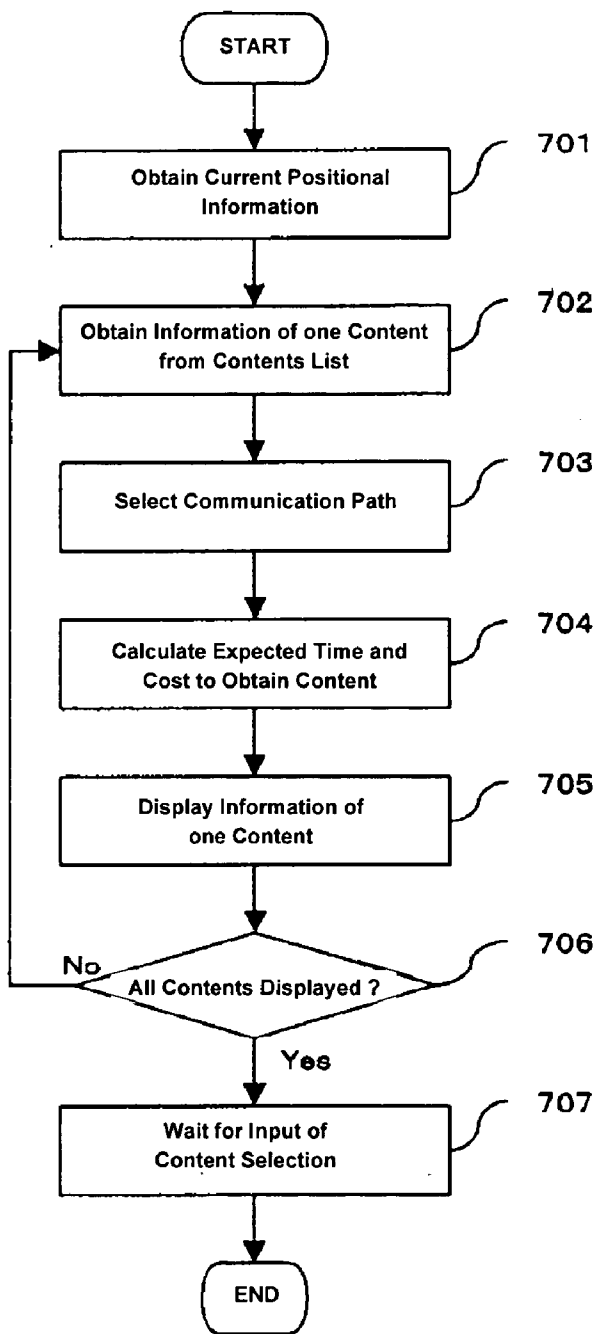 START
701
Obtain Current Positional
Information
702
Obtain Information of one Content
from Contents List
703
Select Communication Path
704
Calculate Expected Time and
Cost to Obtain Content
705
Display Information of
one Content
706
No
All Contents Displayed ?
Yes
707
Wait for Input of
Content Selection
END